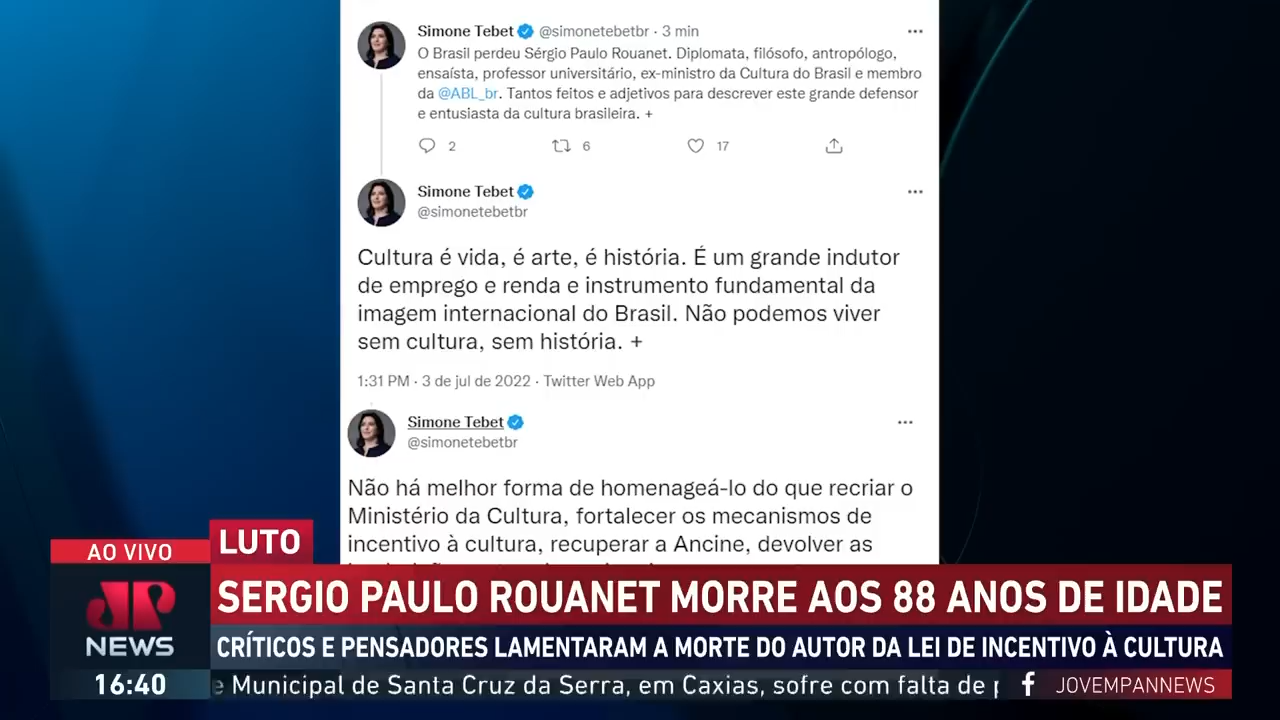 Simone Tebet @simonetebetbr · 3 min
O Brasil perdeu Sérgio Paulo Rouanet. Diplomata, filósofo, antropólogo,
ensaísta, professor universitário, ex-ministro da Cultura do Brasil e membro
da @ABL_br. Tantos feitos e adjetivos para descrever este grande defensor
e entusiasta da cultura brasileira. +
2 6 17
Simone Tebet
@simonetebetbr
Cultura é vida, é arte, é história. É um grande indutor
de emprego e renda e instrumento fundamental da
imagem internacional do Brasil. Não podemos viver
sem cultura, sem história. +
1:31 PM · 3 de jul de 2022 · Twitter Web App
Simone Tebet
@simonetebetbr
Não há melhor forma de homenageá-lo do que recriar o
Ministério da Cultura, fortalecer os mecanismos de
incentivo à cultura, recuperar a Ancine, devolver as
AO VIVO
LUTO
JP
NEWS
SERGIO PAULO ROUANET MORRE AOS 88 ANOS DE IDADE
CRÍTICOS E PENSADORES LAMENTARAM A MORTE DO AUTOR DA LEI DE INCENTIVO À CULTURA
16:40
e Municipal de Santa Cruz da Serra, em Caxias, sofre com falta de
JOVEMPANNEWS